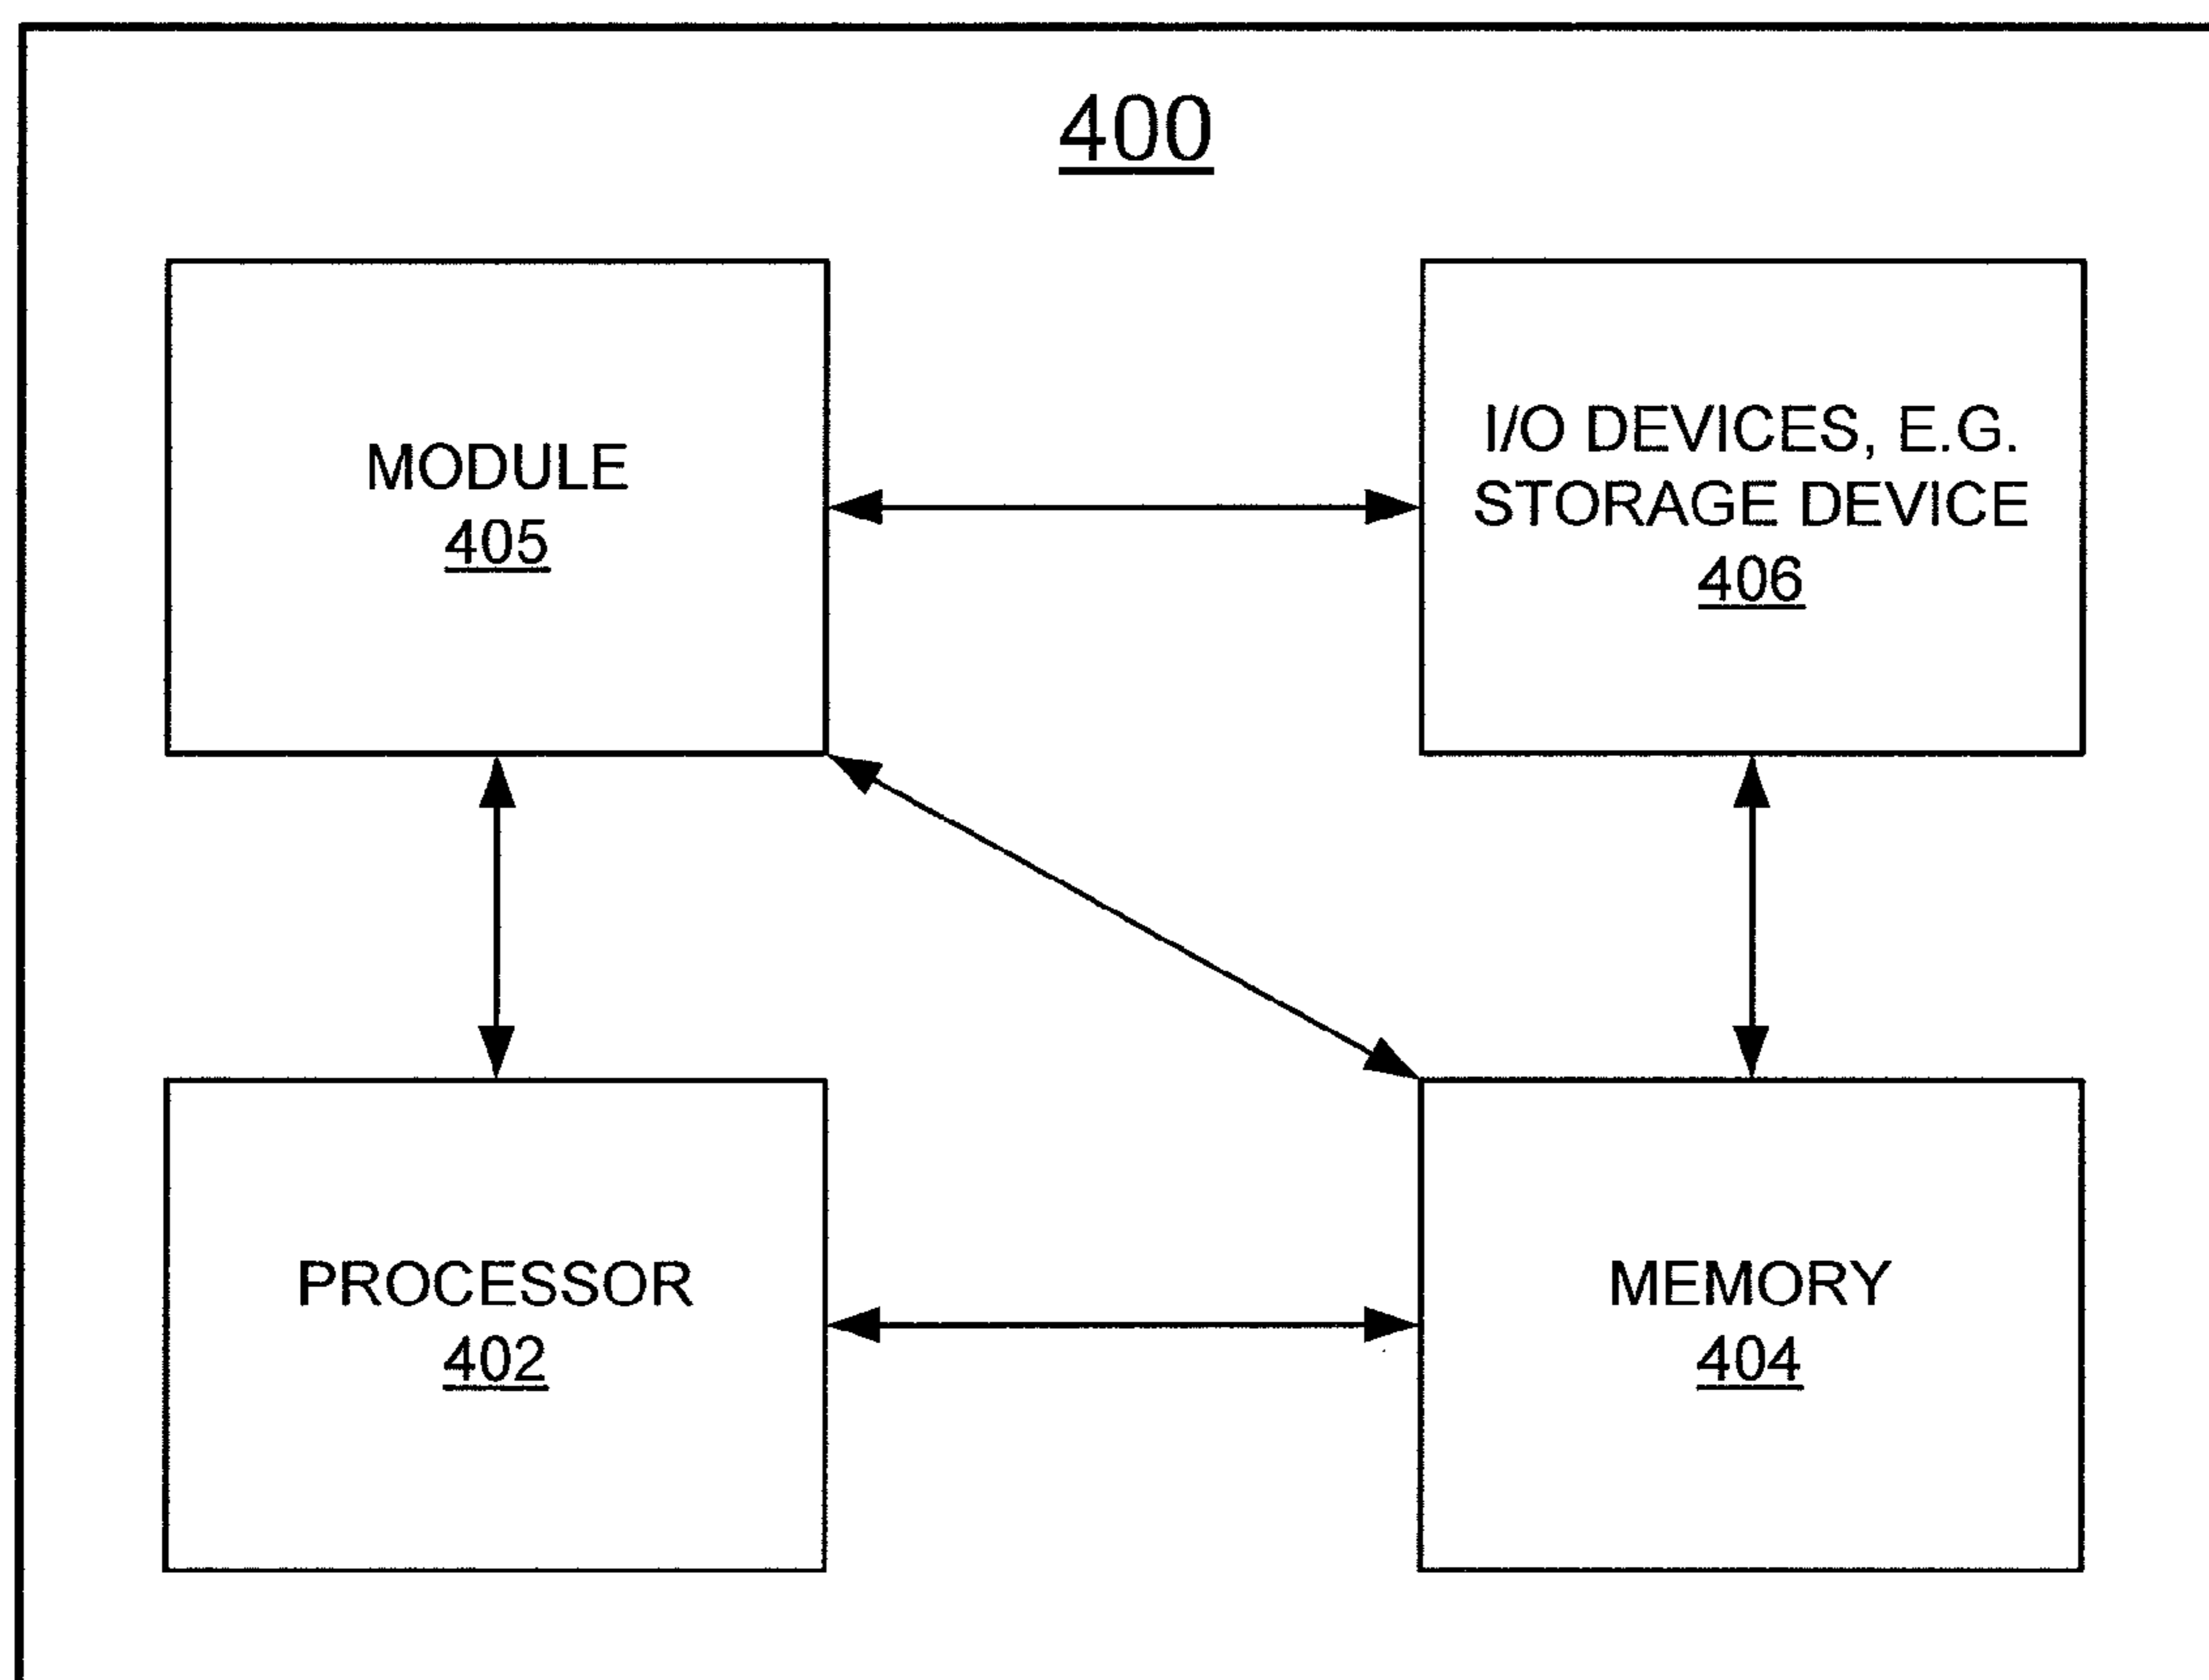 400
MODULE
405
I/O DEVICES, E.G.
STORAGE DEVICE
406
PROCESSOR
402
MEMORY
404